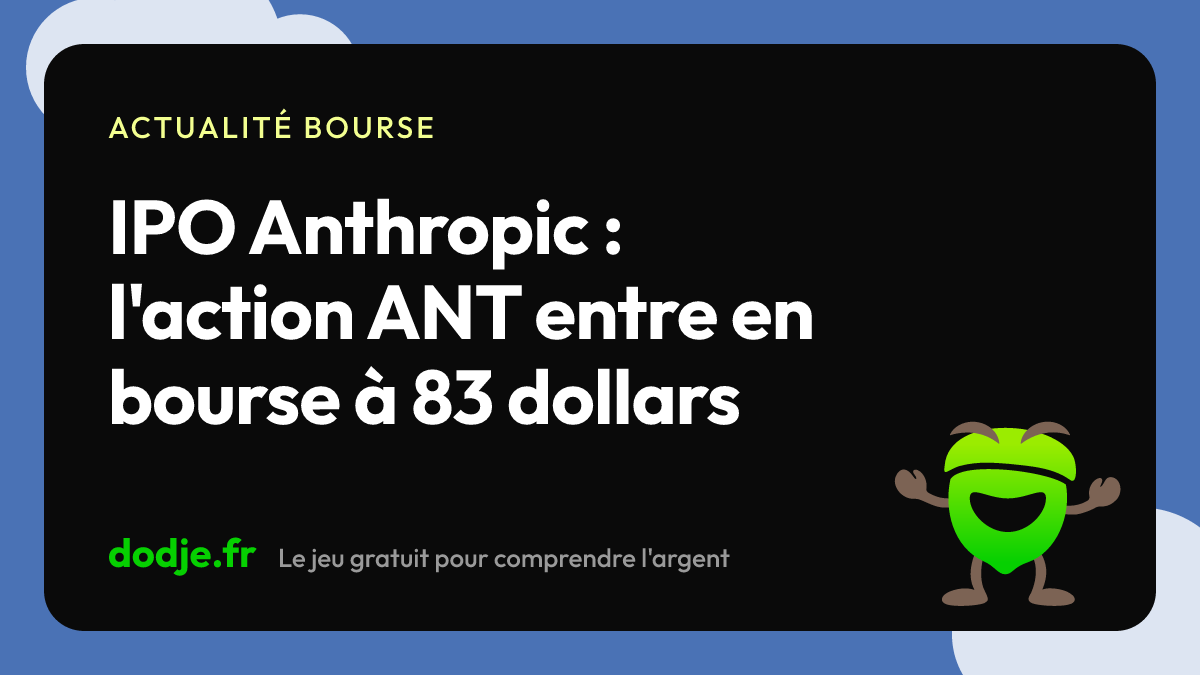 ACTUALITÉ BOURSE
IPO Anthropic :
l'action ANT entre en
bourse à 83 dollars
dodje.fr Le jeu gratuit pour comprendre l'argent